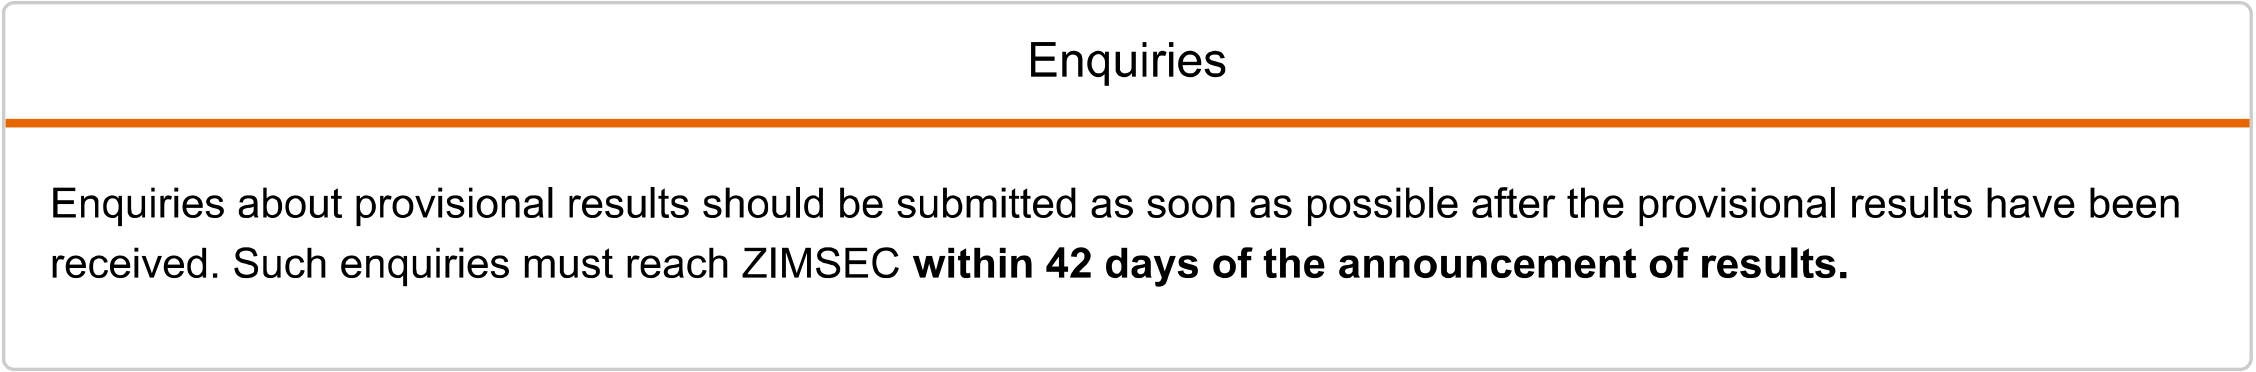 Enquiries
Enquiries about provisional results should be submitted as soon as possible after the provisional results have been
received. Such enquiries must reach ZIMSEC within 42 days of the announcement of results.